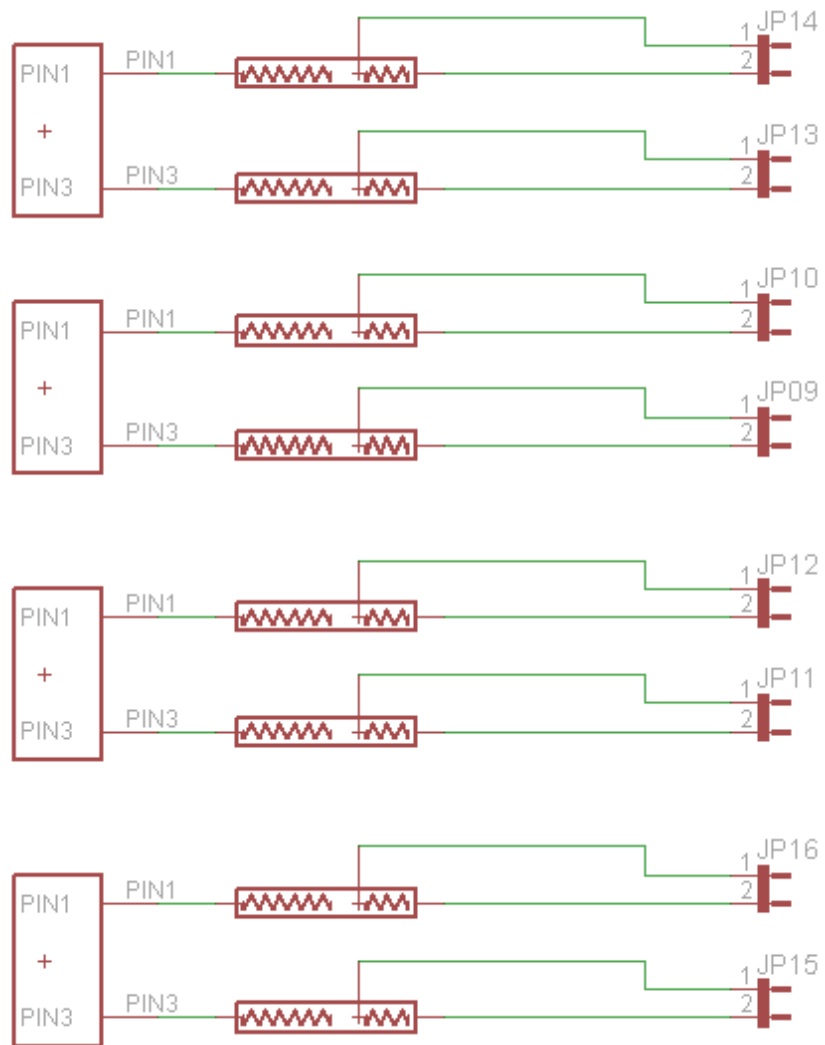 JP14
1
PIN1 PIN1 2
+
JP13
1
PIN3 PIN3 2
JP10
1
PIN1 PIN1 2
+
JP09
1
PIN3 PIN3 2
JP12
1
PIN1 PIN1 2
+
JP11
1
PIN3 PIN3 2
JP16
1
PIN1 PIN1 2
+
JP15
1
PIN3 PIN3 2